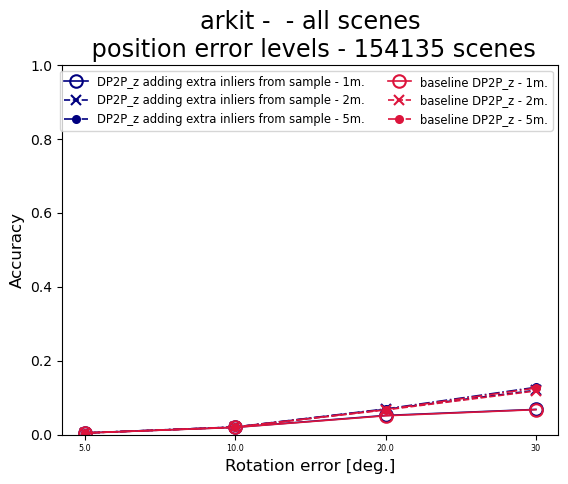 arkit -  - all scenes
position error levels - 154135 scenes
DP2P_z adding extra inliers from sample - 1m.
DP2P_z adding extra inliers from sample - 2m.
DP2P_z adding extra inliers from sample - 5m.
baseline DP2P_z - 1m.
baseline DP2P_z - 2m.
baseline DP2P_z - 5m.
1.0
0.8
0.6
0.4
0.2
0.0
Accuracy
5.0 10.0 20.0 30
Rotation error [deg.]